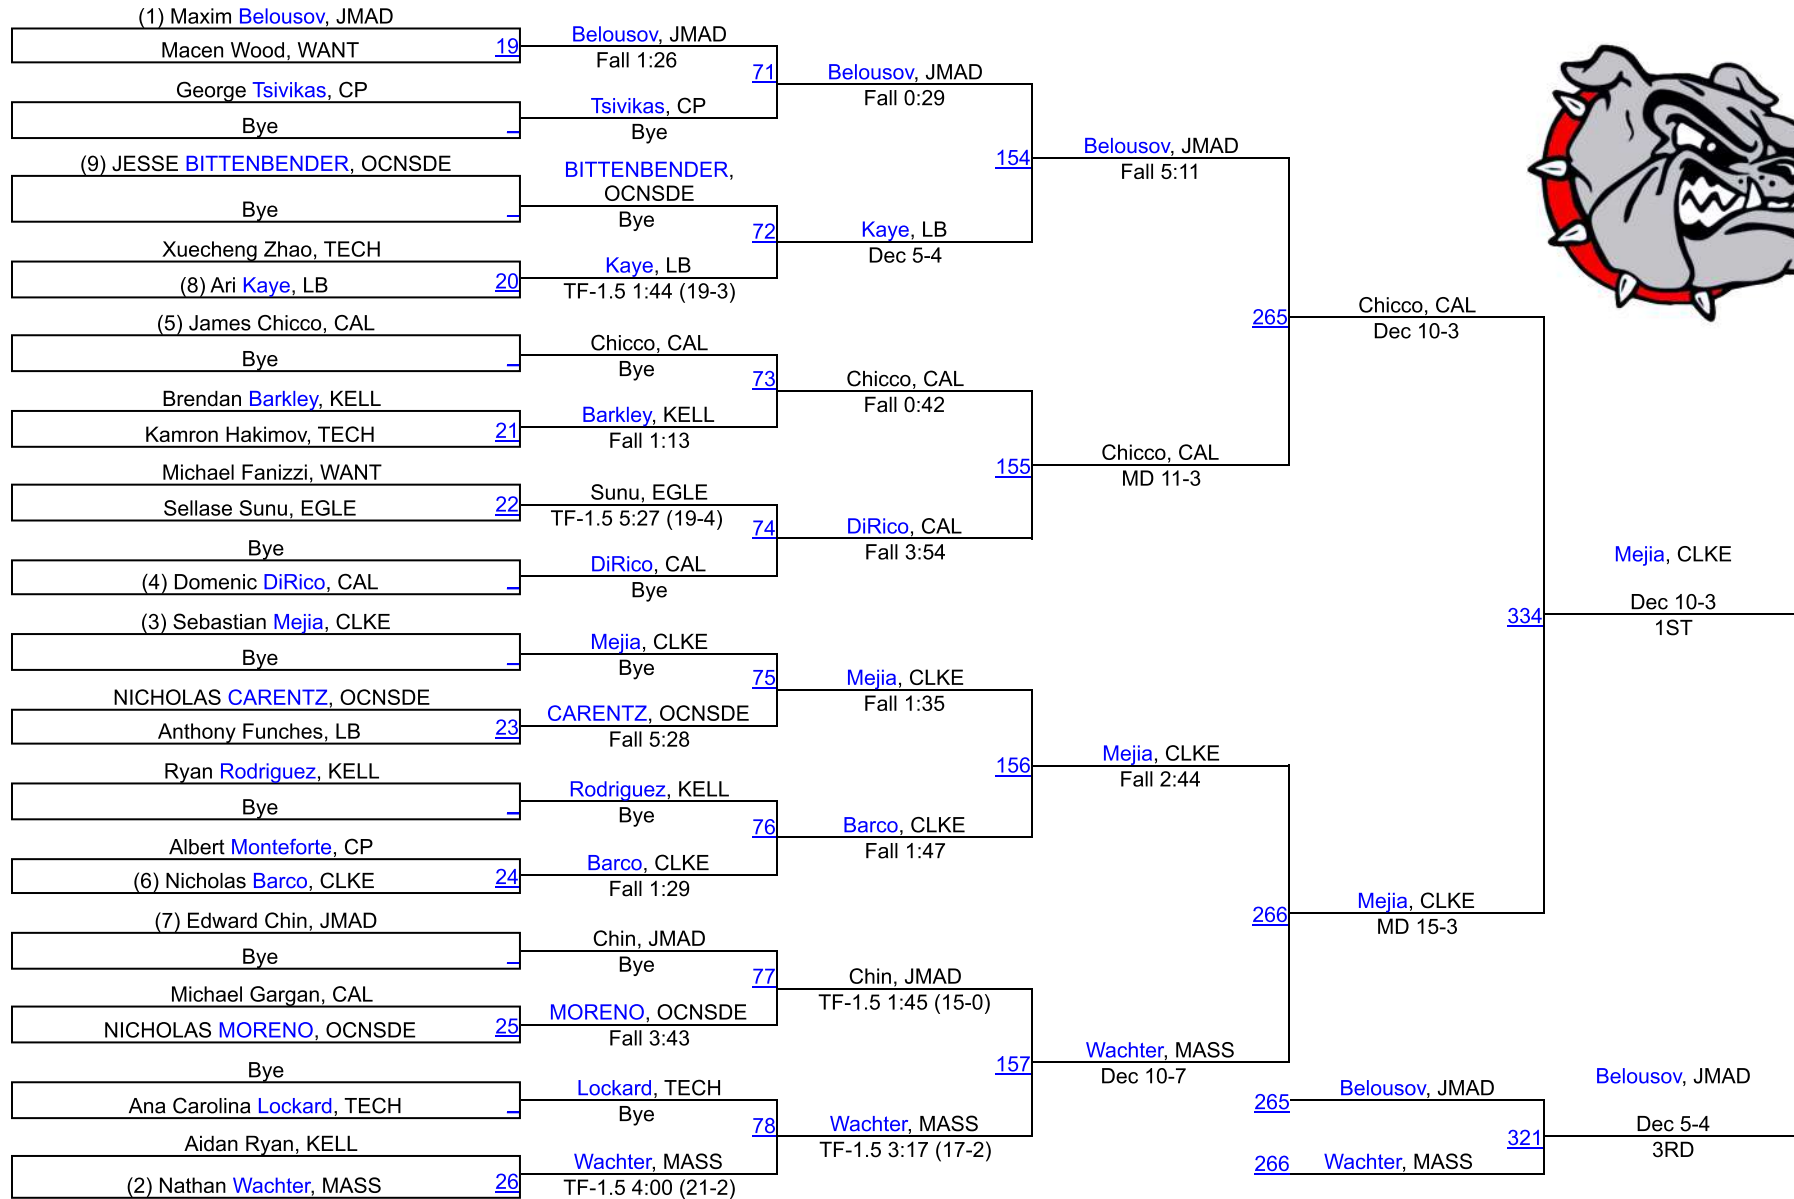 (1) Maxim Belousov, JMAD
Macen Wood, WANT 19
George Tsivikas, CP
Bye
(9) JESSE BITTENBENDER, OCNSDE
Bye
Xuecheng Zhao, TECH
(8) Ari Kaye, LB 20
(5) James Chicco, CAL
Bye
Brendan Barkley, KELL
Kamron Hakimov, TECH 21
Michael Fanizzi, WANT
Sellase Sunu, EGLE 22
Bye
(4) Domenic DiRico, CAL
(3) Sebastian Mejia, CLKE
Bye
NICHOLAS CARENTZ, OCNSDE
Anthony Funches, LB 23
Ryan Rodriguez, KELL
Bye
Albert Monteforte, CP
(6) Nicholas Barco, CLKE 24
(7) Edward Chin, JMAD
Bye
Michael Gargan, CAL
NICHOLAS MORENO, OCNSDE 25
Bye
Ana Carolina Lockard, TECH
Aidan Ryan, KELL
(2) Nathan Wachter, MASS 26
Belousov, JMAD
Fall 1:26
71
Tsivikas, CP
Bye
BITTENBENDER,
OCNSDE
Bye
72
Kaye, LB
TF-1.5 1:44 (19-3)
Chicco, CAL
Bye
73
Barkley, KELL
Fall 1:13
Sunu, EGLE
TF-1.5 5:27 (19-4)
74
DiRico, CAL
Bye
Mejia, CLKE
Bye
75
CARENTZ, OCNSDE
Fall 5:28
Rodriguez, KELL
Bye
76
Barco, CLKE
Fall 1:29
Chin, JMAD
Bye
77
MORENO, OCNSDE
Fall 3:43
Lockard, TECH
Bye
78
Wachter, MASS
TF-1.5 4:00 (21-2)
Belousov, JMAD
Fall 0:29
154
Kaye, LB
Dec 5-4
Chicco, CAL
Fall 0:42
155
DiRico, CAL
Fall 3:54
Mejia, CLKE
Fall 1:35
156
Barco, CLKE
Fall 1:47
Chin, JMAD
TF-1.5 1:45 (15-0)
157
Wachter, MASS
TF-1.5 3:17 (17-2)
Belousov, JMAD
Fall 5:11
265
Chicco, CAL
MD 11-3
Mejia, CLKE
Fall 2:44
266
Wachter, MASS
Dec 10-7
Chicco, CAL
Dec 10-3
334
Mejia, CLKE
MD 15-3
Mejia, CLKE
Dec 10-3
1ST
265 Belousov, JMAD
321
266 Wachter, MASS
Belousov, JMAD
Dec 5-4
3RD